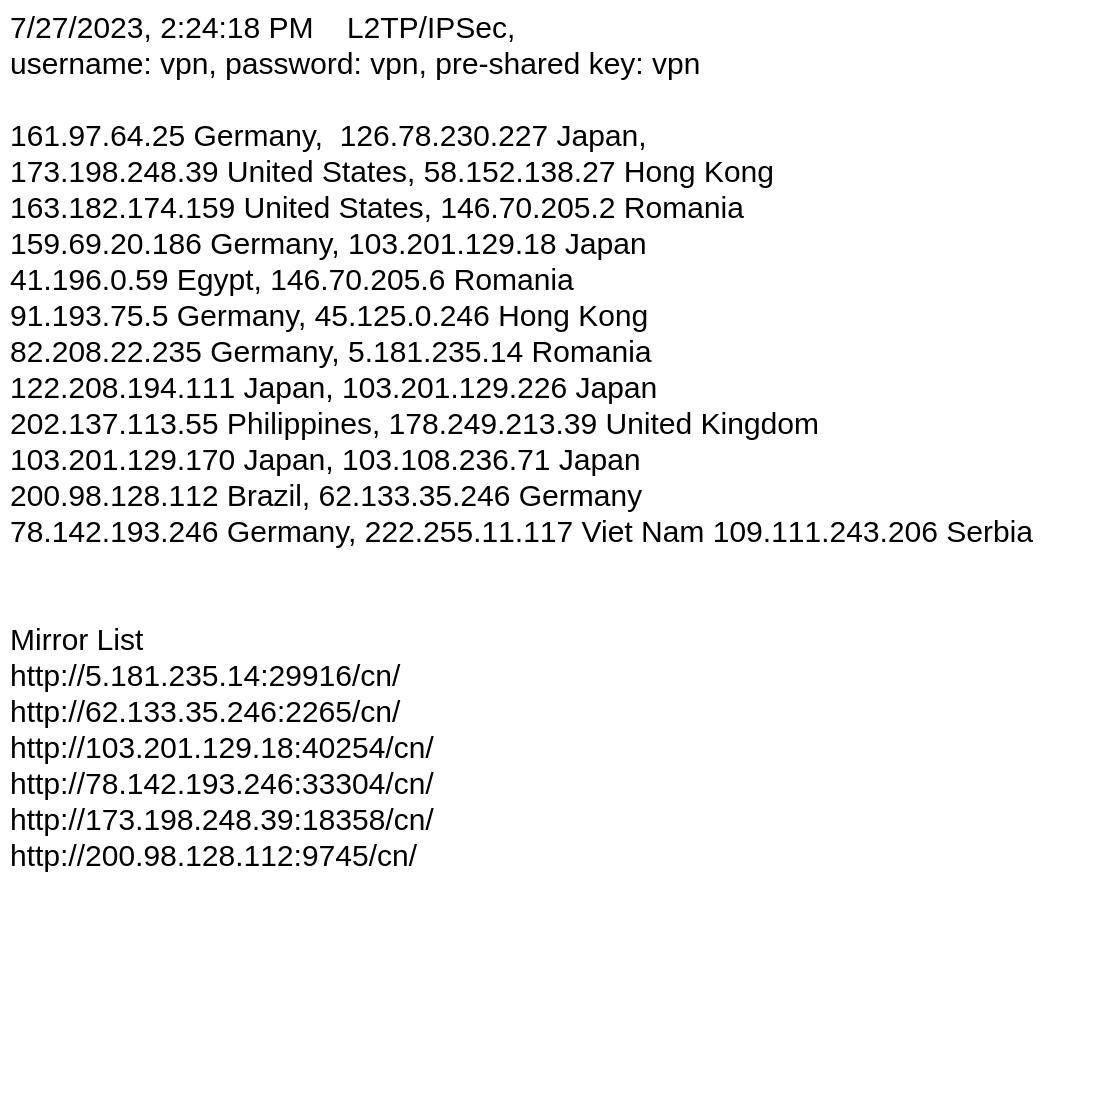 7/27/2023, 2:24:18 PM    L2TP/IPSec,
username: vpn, password: vpn, pre-shared key: vpn
161.97.64.25 Germany,  126.78.230.227 Japan,
173.198.248.39 United States, 58.152.138.27 Hong Kong
163.182.174.159 United States, 146.70.205.2 Romania
159.69.20.186 Germany, 103.201.129.18 Japan
41.196.0.59 Egypt, 146.70.205.6 Romania
91.193.75.5 Germany, 45.125.0.246 Hong Kong
82.208.22.235 Germany, 5.181.235.14 Romania
122.208.194.111 Japan, 103.201.129.226 Japan
202.137.113.55 Philippines, 178.249.213.39 United Kingdom
103.201.129.170 Japan, 103.108.236.71 Japan
200.98.128.112 Brazil, 62.133.35.246 Germany
78.142.193.246 Germany, 222.255.11.117 Viet Nam 109.111.243.206 Serbia
Mirror List
http://5.181.235.14:29916/cn/
http://62.133.35.246:2265/cn/
http://103.201.129.18:40254/cn/
http://78.142.193.246:33304/cn/
http://173.198.248.39:18358/cn/
http://200.98.128.112:9745/cn/